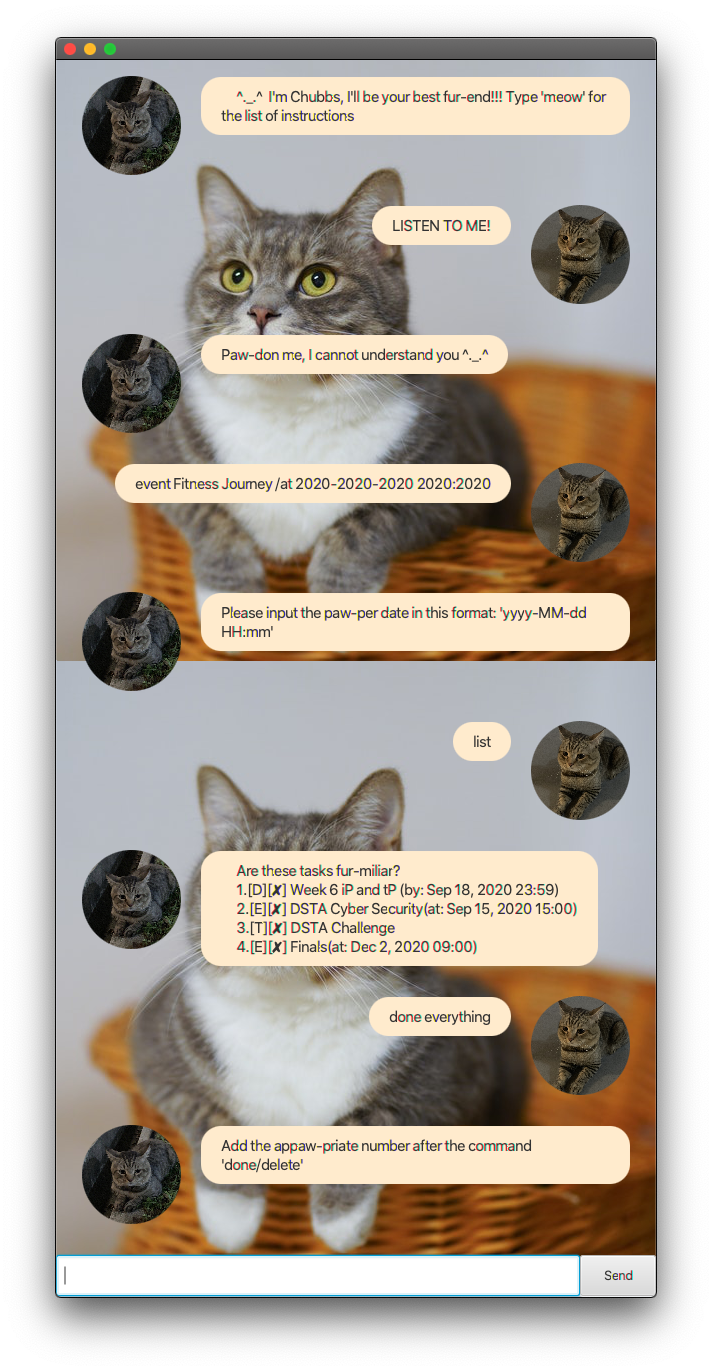 ^._.^ I'm Chubbs, I'll be your best fur-end!!! Type 'meow' for
the list of instructions
LISTEN TO ME!
Paw-don me, I cannot understand you ^._.^
event Fitness Journey /at 2020-2020-2020 2020:2020
Please input the paw-per date in this format: 'yyyy-MM-dd
HH:mm'
list
Are these tasks fur-miliar?
1.[D][✘] Week 6 iP and tP (by: Sep 18, 2020 23:59)
2.[E][✘] DSTA Cyber Security(at: Sep 15, 2020 15:00)
3.[T][✘] DSTA Challenge
4.[E][✘] Finals(at: Dec 2, 2020 09:00)
done everything
Add the appaw-priate number after the command
'done/delete'
Send